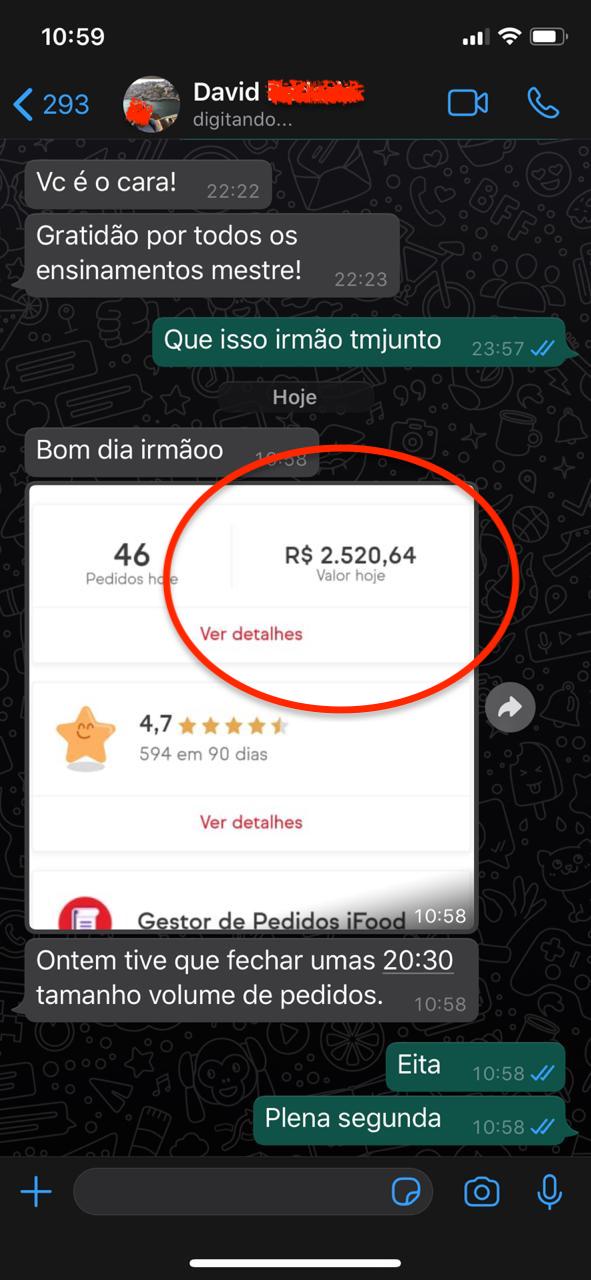 10:59
293
David
digitando...
Vc é o cara! 22:22
Gratidão por todos os
ensinamentos mestre! 22:23
Que isso irmão tmjunto 23:57
Hoje
Bom dia irmãoo 10:58
46
Pedidos hoje
R$ 2.520,64
Valor hoje
Ver detalhes
4,7
594 em 90 dias
Ver detalhes
Gestor de Pedidos iFood 10:58
Ontem tive que fechar umas 20:30
tamanho volume de pedidos. 10:58
Eita 10:58
Plena segunda 10:58